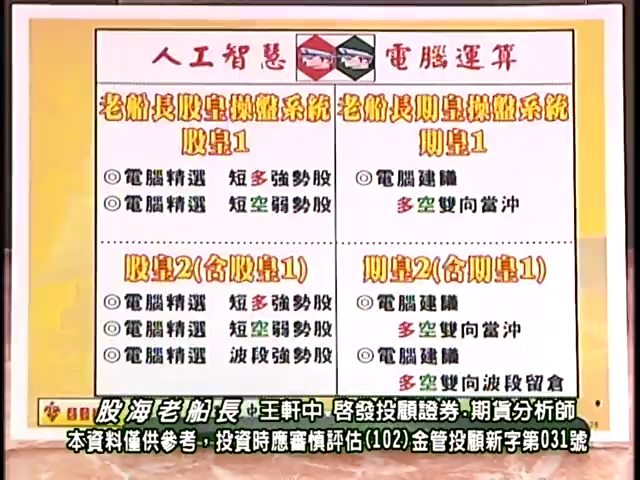 人工智慧 電腦運算
老船長股皇操盤系統
股皇1
◎電腦精選 短多強勢股
◎電腦精選 短空弱勢股
老船長期皇操盤系統
期皇1
◎電腦建議
多空雙向當沖
股皇2(含股皇1)
◎電腦精選 短多強勢股
◎電腦精選 短空弱勢股
◎電腦精選 波段強勢股
期皇2(含期皇1)
◎電腦建議
多空雙向當沖
◎電腦建議
多空雙向波段留倉
股海老船長 王軒中 啓發投顧證券.期貨分析師
本資料僅供參考，投資時應審慎評估(102)金管投顧新字第031號